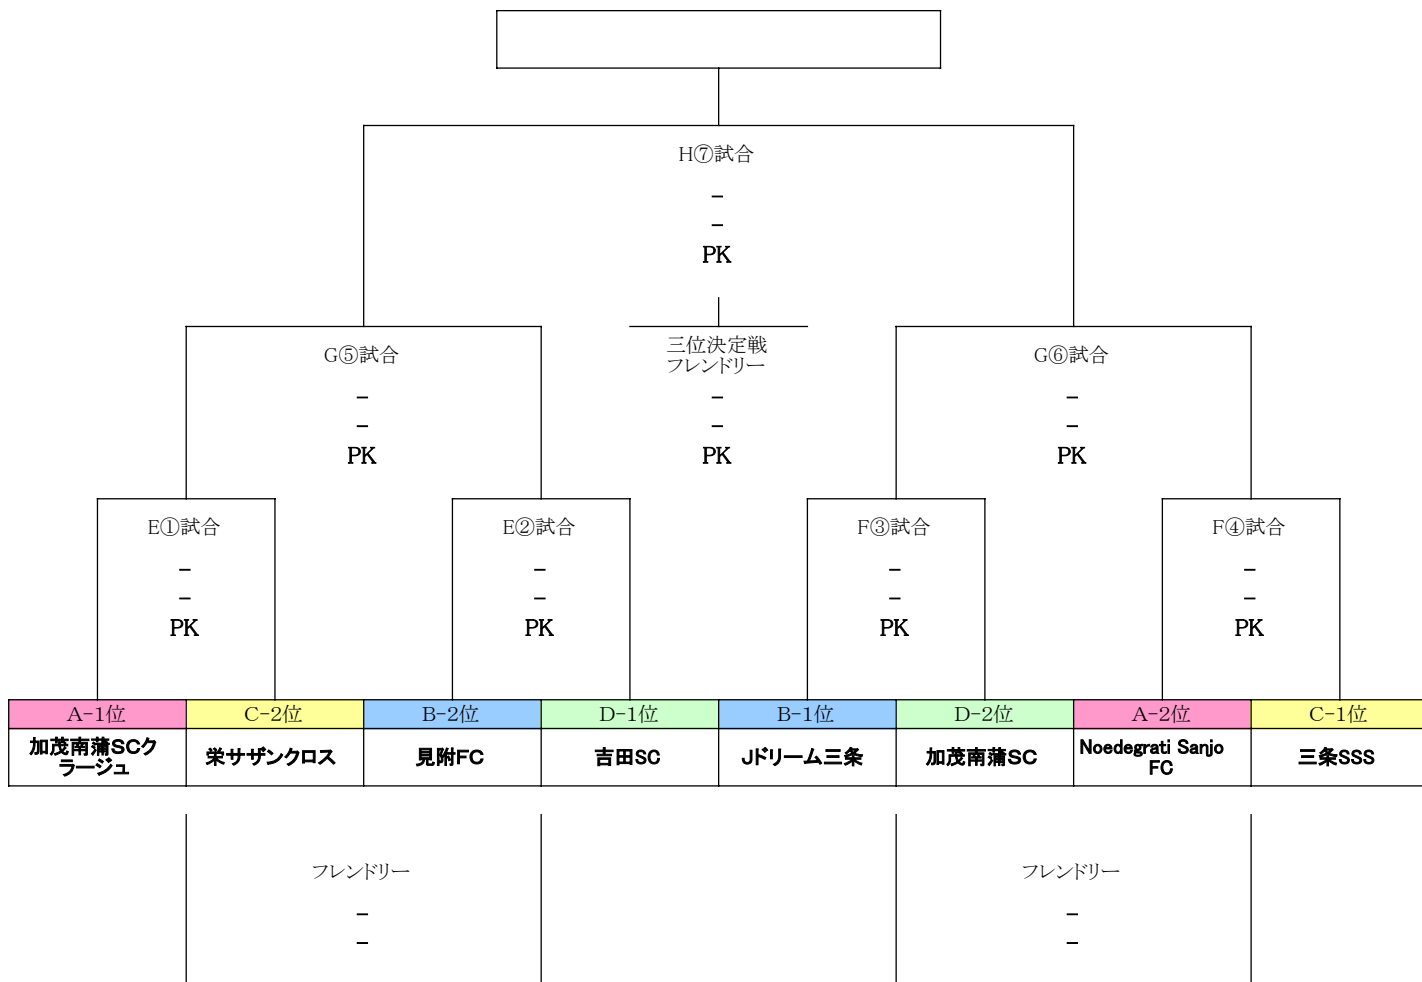 H⑦試合
-
-
PK
G⑤試合
三位決定戦
フレンドリー
G⑥試合
- - -
- - -
PK PK PK
E①試合 E②試合 F③試合 F④試合
- - - -
- - - -
PK PK PK PK
A-1位 C-2位 B-2位 D-1位 B-1位 D-2位 A-2位 C-1位
加茂南蒲SCク
ラージュ
栄サザンクロス
見附FC
吉田SC
Jドリーム三条
加茂南蒲SC
Noedegrati Sanjo
FC
三条SSS
フレンドリー フレンドリー
- -
- -